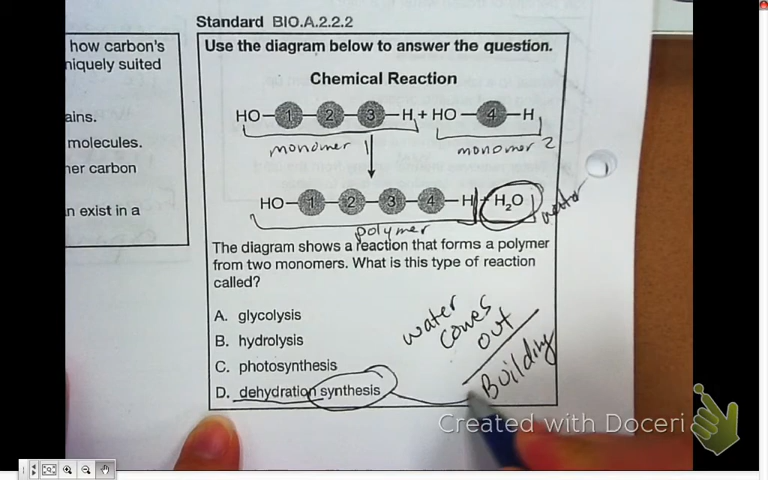 Standard BIO.A.2.2.2
how carbon's
niquely suited
ains.
molecules.
her carbon
n exist in a
Use the diagram below to answer the question.
Chemical Reaction
HO 1 2 3 H + HO 4 H
monomer 1 monomer 2
HO 1 2 3 4 H + H2O
water
polymer
The diagram shows a reaction that forms a polymer
from two monomers. What is this type of reaction
called?
A. glycolysis
B. hydrolysis
C. photosynthesis
D. dehydration synthesis
water
comes
out
Building
Created with Doceri